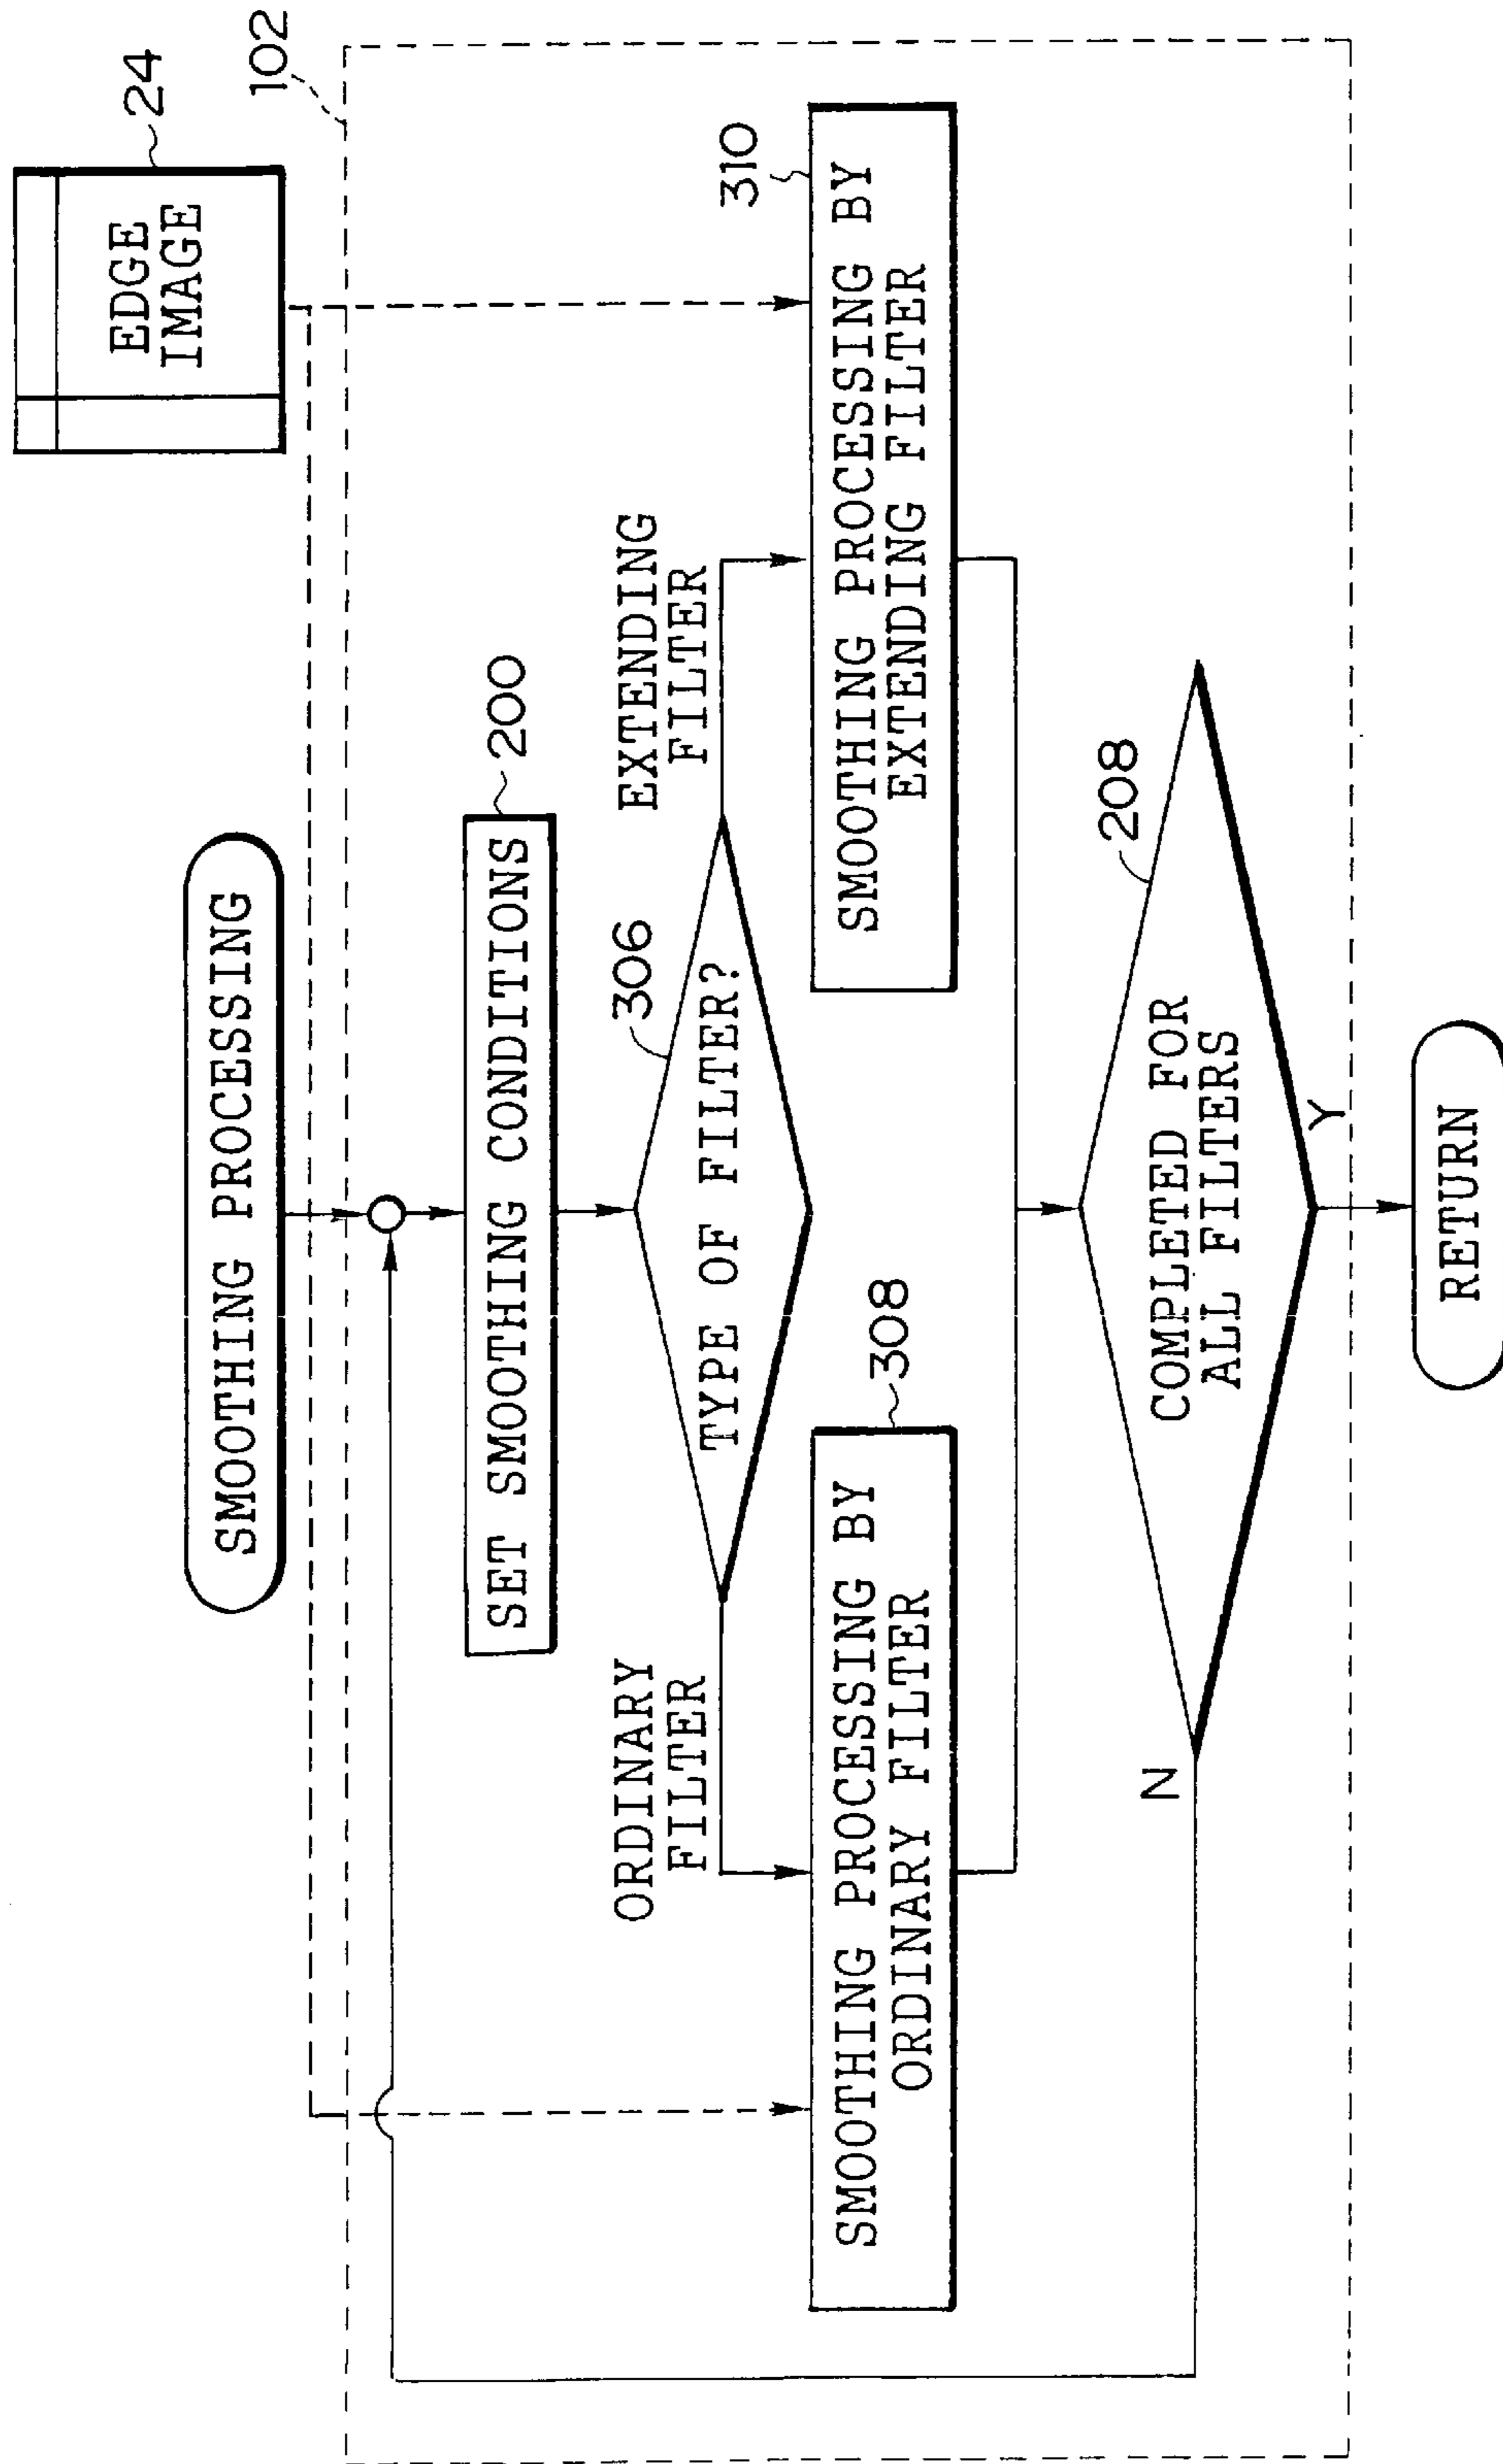 SMOOTHING PROCESSING
EDGE
IMAGE
24
102
SET SMOOTHING CONDITIONS
200
306
TYPE OF FILTER?
ORDINARY
FILTER
EXTENDING
FILTER
SMOOTHING PROCESSING BY
ORDINARY FILTER
308
SMOOTHING PROCESSING BY
EXTENDING FILTER
310
COMPLETED FOR
ALL FILTERS
208
N
Y
RETURN